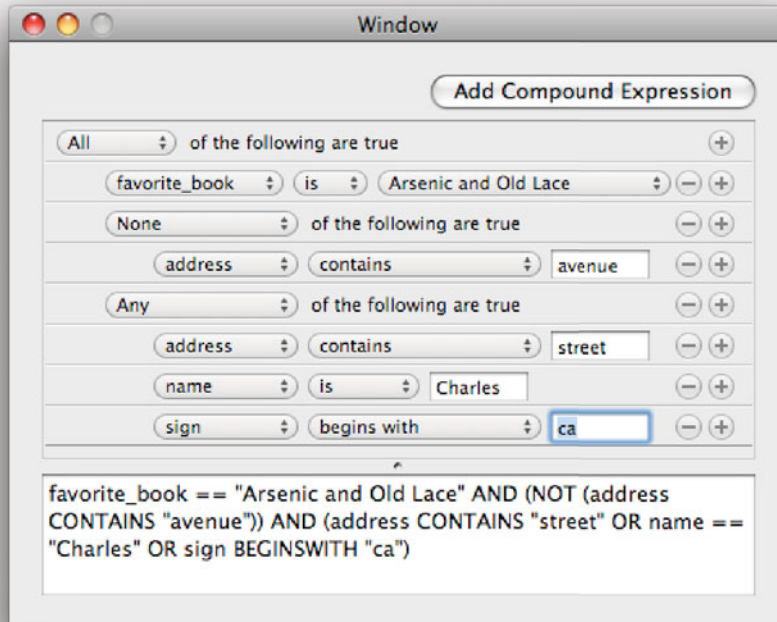 Window
Add Compound Expression
All of the following are true
favorite_book is Arsenic and Old Lace
None of the following are true
address contains avenue
Any of the following are true
address contains street
name is Charles
sign begins with ca
favorite_book == "Arsenic and Old Lace" AND (NOT (address
CONTAINS "avenue")) AND (address CONTAINS "street" OR name ==
"Charles" OR sign BEGINSWITH "ca")